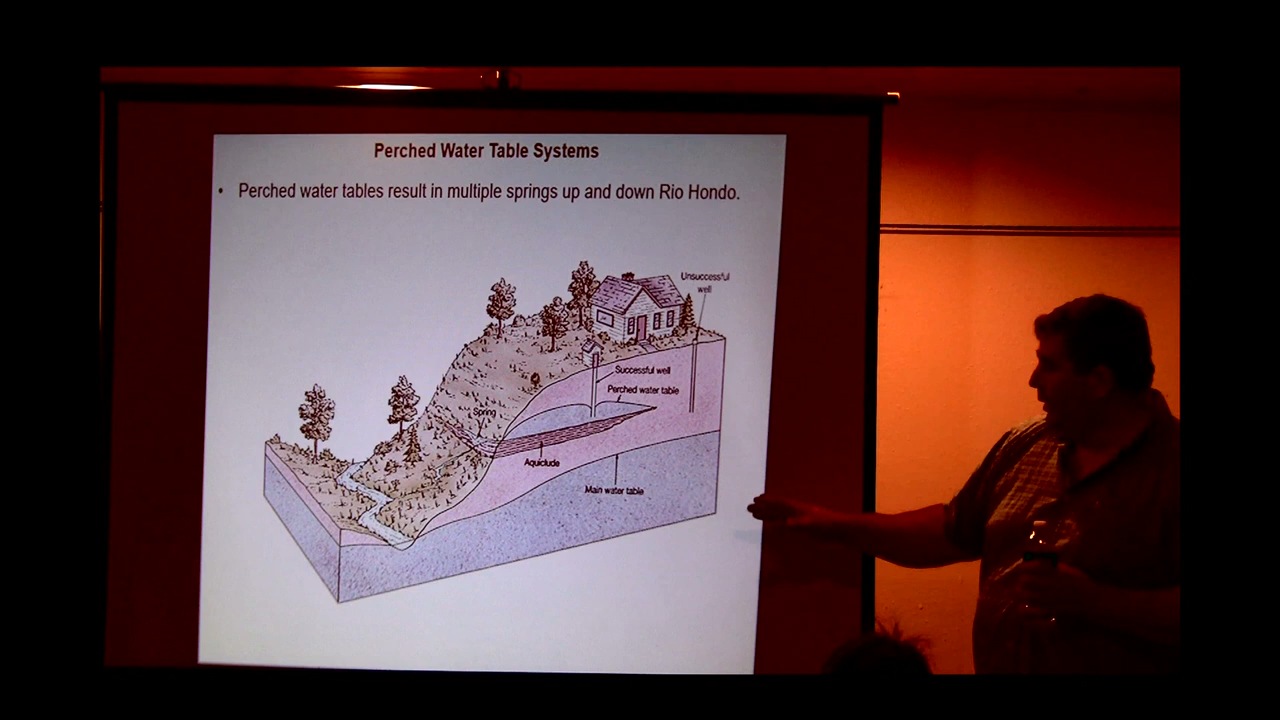 Perched Water Table Systems
• Perched water tables result in multiple springs up and down Rio Hondo.
Unsuccessful
well
Successful well
Perched water table
Spring
Aquiclude
Main water table